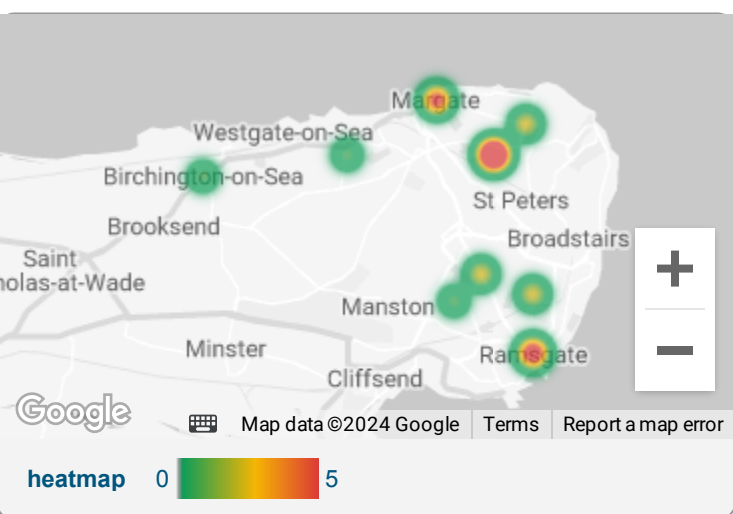 Margate
Westgate-on-Sea
Birchington-on-Sea
St Peters
Brooksend
Broadstairs
Saint
holas-at-Wade
Manston
Minster
Ramsgate
Cliffsend
Google
Map data ©2024 Google Terms Report a map error
heatmap 0 5